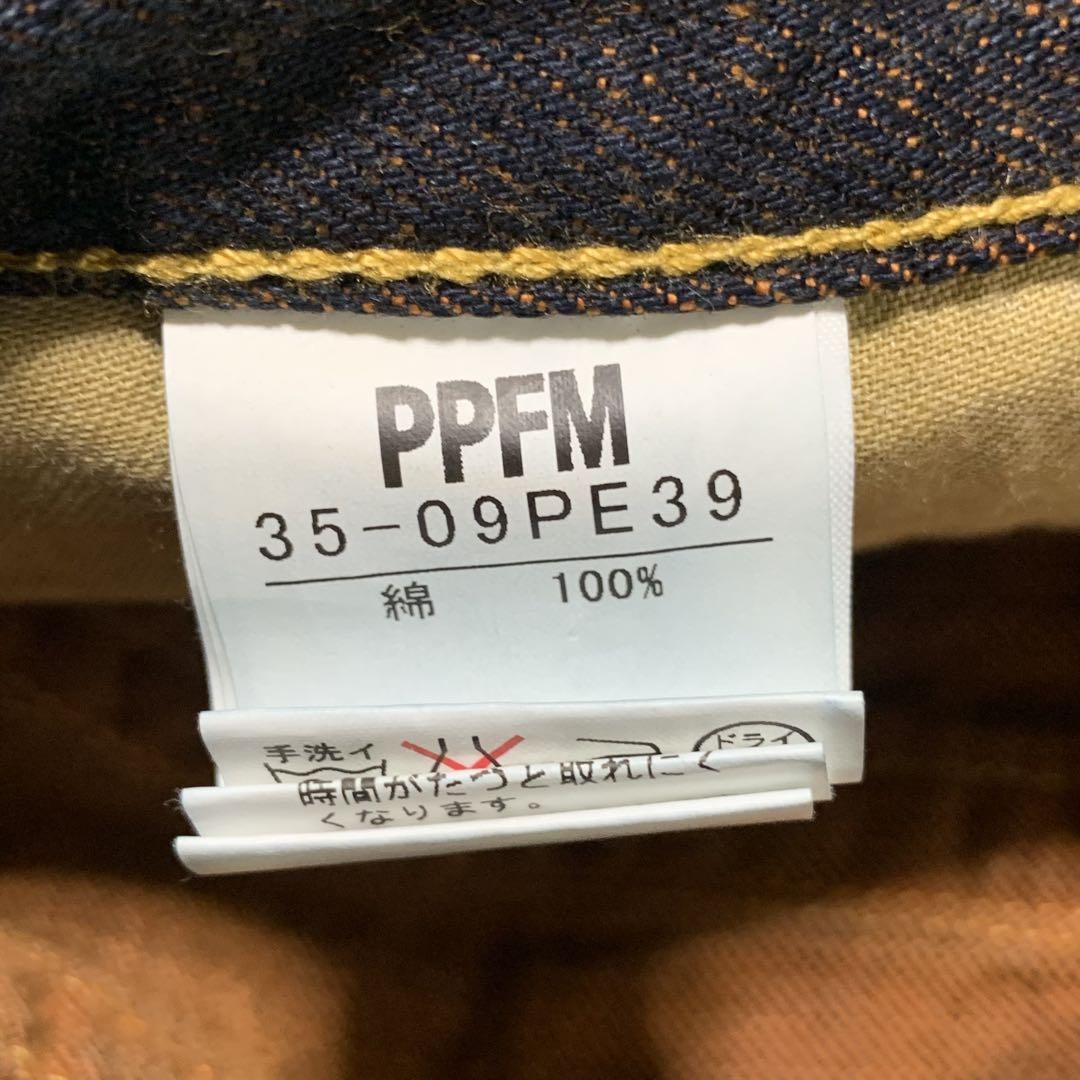 PPFM
35-09PE39
綿 100%
手洗イ ドライ
時間がたつと取れにく
くなります。